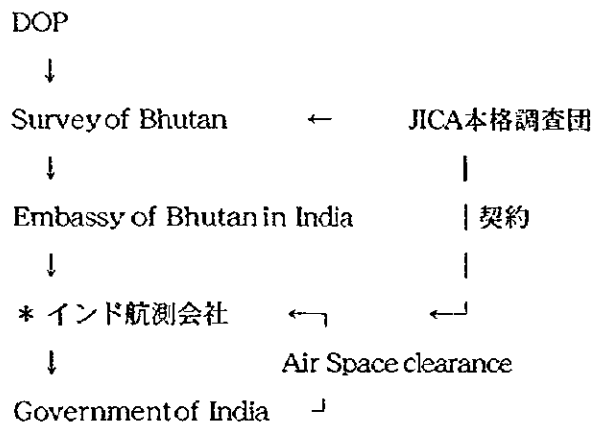 DOP
↓
Survey of Bhutan ← JICA本格調査団
↓
Embassy of Bhutan in India 契約
↓
* インド航測会社 ← ←
↓ Air Space clearance
Government of India